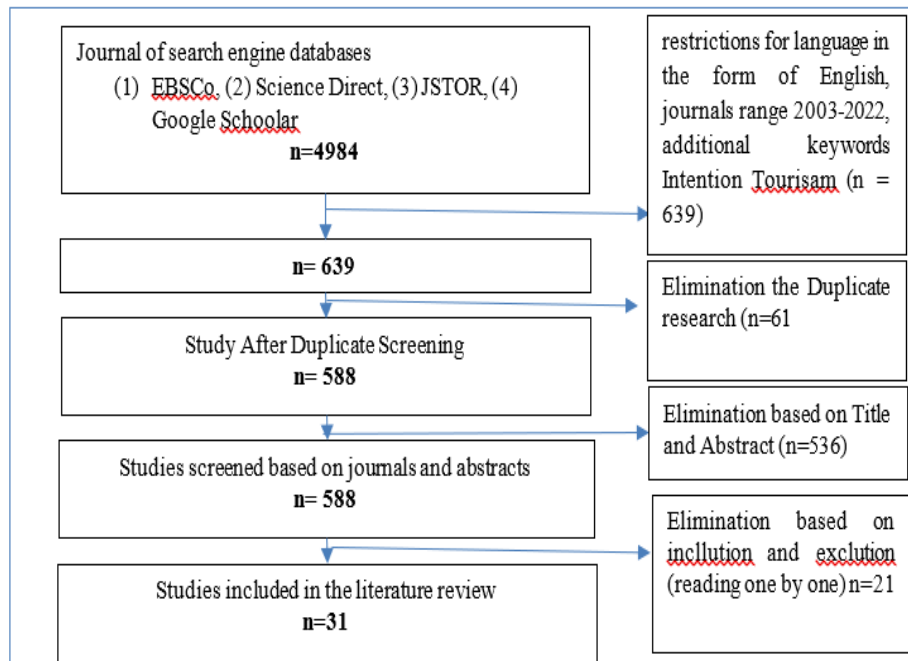 Journal of search engine databases
(1) EBSCo, (2) Science Direct, (3) JSTOR, (4)
Google Schoolar
n=4984
restrictions for language in
the form of English,
journals range 2003-2022,
additional keywords
Intention Tourisam (n =
639)
n= 639
Elimination the Duplicate
research (n=61
Study After Duplicate Screening
n= 588
Elimination based on Title
and Abstract (n=536)
Studies screened based on journals and abstracts
n= 588
Elimination based on
incllution and exclution
(reading one by one) n=21
Studies included in the literature review
n=31